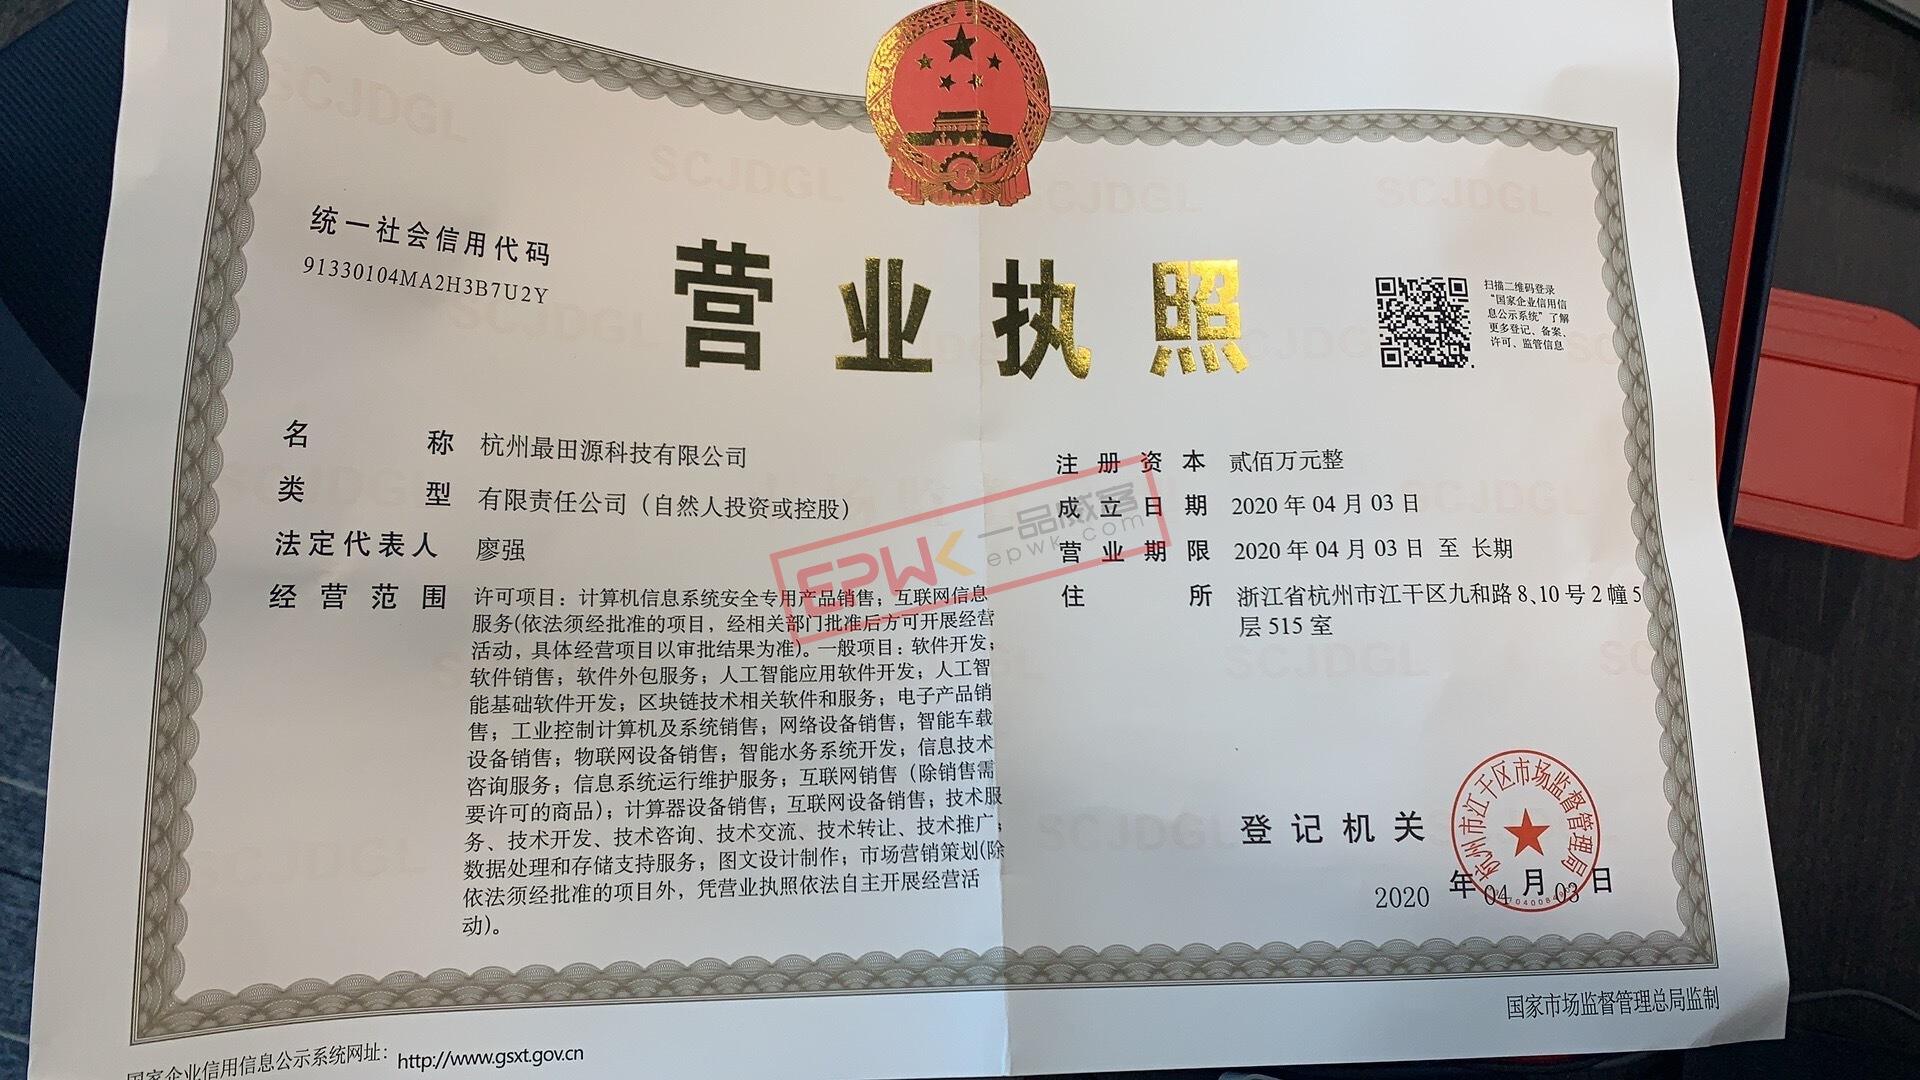 统一社会信用代码
91330104MA2H3B7U2Y
营业执照
扫描二维码登录
“国家企业信用信
息公示系统”了解
更多登记、备案、
许可、监管信息
名称 杭州最田源科技有限公司
类型 有限责任公司（自然人投资或控股）
法定代表人 廖强
经营范围 许可项目：计算机信息系统安全专用产品销售；互联网信息
服务(依法须经批准的项目，经相关部门批准后方可开展经营
活动，具体经营项目以审批结果为准)。一般项目：软件开发；
软件销售；软件外包服务；人工智能应用软件开发；人工智
能基础软件开发；区块链技术相关软件和服务；电子产品销
售；工业控制计算机及系统销售；网络设备销售；智能车载
设备销售；物联网设备销售；智能水务系统开发；信息技术
咨询服务；信息系统运行维护服务；互联网销售（除销售需
要许可的商品）；计算器设备销售；互联网设备销售；技术服
务、技术开发、技术咨询、技术交流、技术转让、技术推广；
数据处理和存储支持服务；图文设计制作；市场营销策划(除
依法须经批准的项目外，凭营业执照依法自主开展经营活
动)。
注册资本 贰佰万元整
成立日期 2020年04月03日
营业期限 2020年04月03日 至 长期
住所 浙江省杭州市江干区九和路8、10号2幢5
层515室
EPWK 一品威客
epwk.com
登记机关
杭州市江干区市场监督管理局
2020年04月03日
国家企业信用信息公示系统网址：http://www.gsxt.gov.cn
国家市场监督管理总局监制
SCJDGL
SCJDGL
SCJDGL
SCJDGL